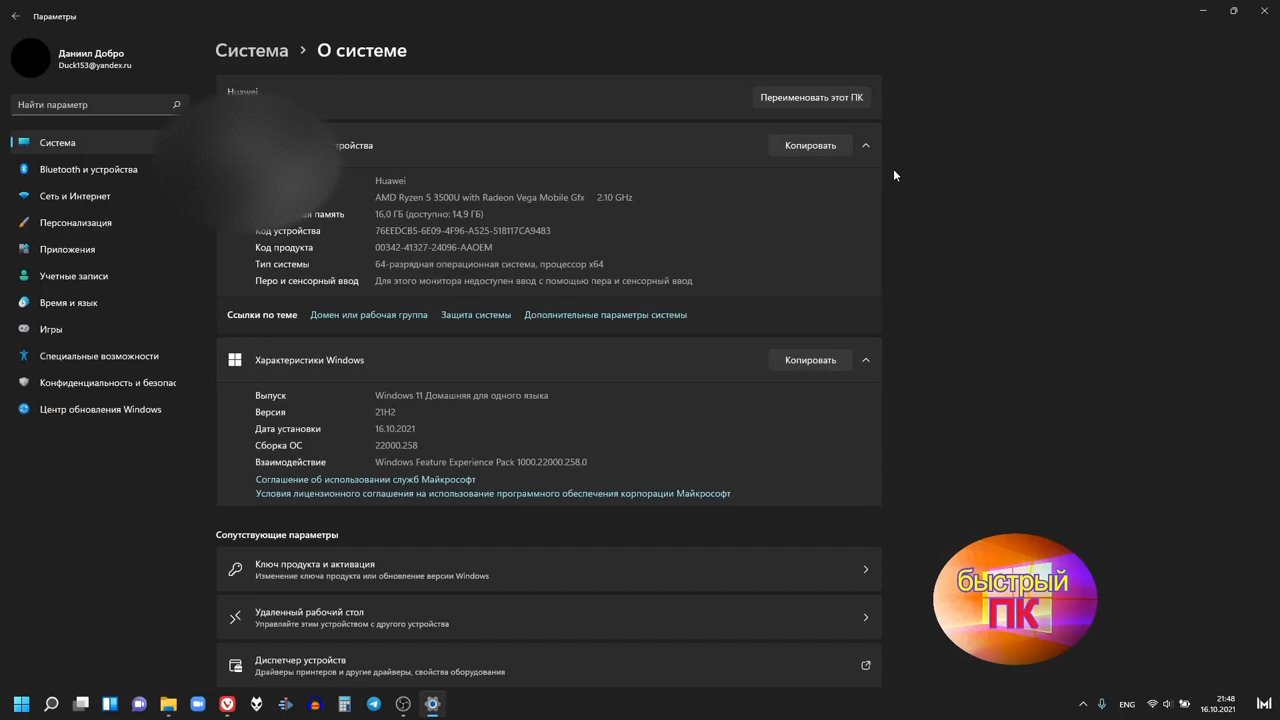 Параметры
Даниил Добро
Duck153@yandex.ru
Найти параметр
Система
Bluetooth и устройства
Сеть и Интернет
Персонализация
Приложения
Учетные записи
Время и язык
Игры
Специальные возможности
Конфиденциальность и безопас
Центр обновления Windows
Система > О системе
Huawei
Переименовать этот ПК
Копировать
Huawei
AMD Ryzen 5 3500U with Radeon Vega Mobile Gfx 2.10 GHz
память 16,0 ГБ (доступно: 14,9 ГБ)
Код устройства 76EEDCB5-6E09-4F96-A525-518117CA9483
Код продукта 00342-41327-24096-AAOEM
Тип системы 64-разрядная операционная система, процессор x64
Перо и сенсорный ввод Для этого монитора недоступен ввод с помощью пера и сенсорный ввод
Ссылки по теме Домен или рабочая группа Защита системы Дополнительные параметры системы
Характеристики Windows Копировать
Выпуск Windows 11 Домашняя для одного языка
Версия 21H2
Дата установки 16.10.2021
Сборка ОС 22000.258
Взаимодействие Windows Feature Experience Pack 1000.22000.258.0
Соглашение об использовании служб Майкрософт
Условия лицензионного соглашения на использование программного обеспечения корпорации Майкрософт
Сопутствующие параметры
Ключ продукта и активация
Изменение ключа продукта или обновление версии Windows
Удаленный рабочий стол
Управляйте этим устройством с другого устройства
Диспетчер устройств
Драйверы принтеров и другие драйверы, свойства оборудования
быстрый
ПК
ENG
21:48
16.10.2021